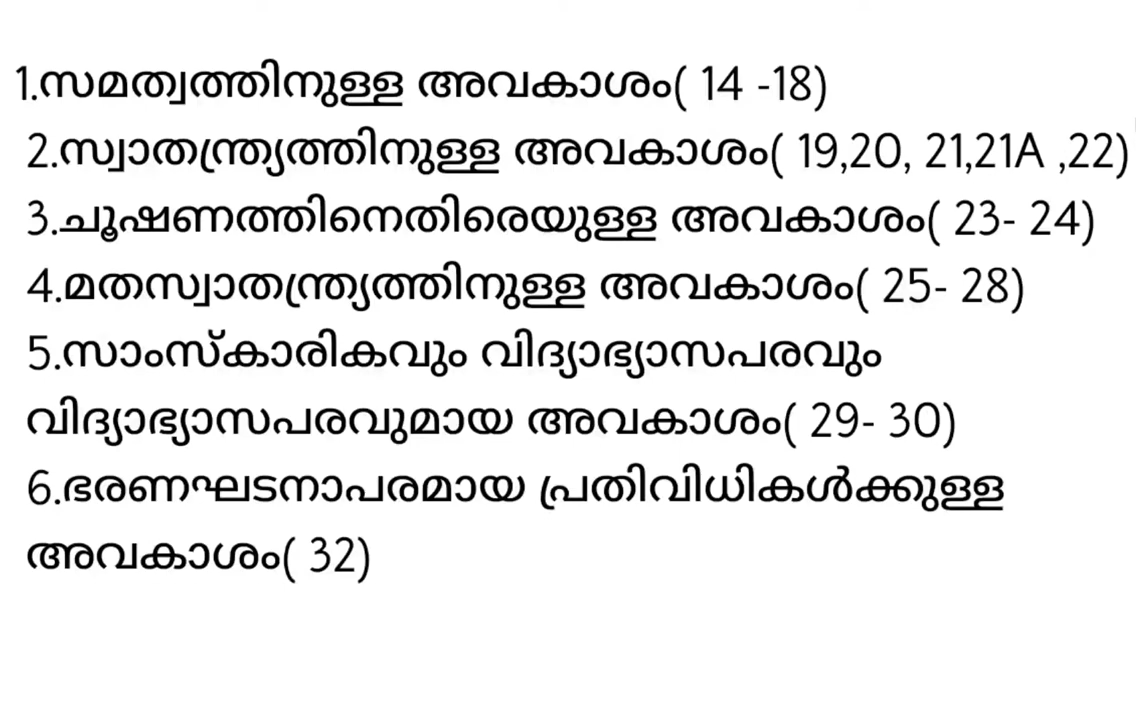 1.സമത്വത്തിനുള്ള അവകാശം( 14 -18)
2.സ്വാതന്ത്ര്യത്തിനുള്ള അവകാശം( 19,20, 21,21A ,22)
3.ചൂഷണത്തിനെതിരെയുള്ള അവകാശം( 23- 24)
4.മതസ്വാതന്ത്ര്യത്തിനുള്ള അവകാശം( 25- 28)
5.സാംസ്കാരികവും വിദ്യാഭ്യാസപരവും
വിദ്യാഭ്യാസപരവുമായ അവകാശം( 29- 30)
6.ഭരണഘടനാപരമായ പ്രതിവിധികൾക്കുള്ള
അവകാശം( 32)